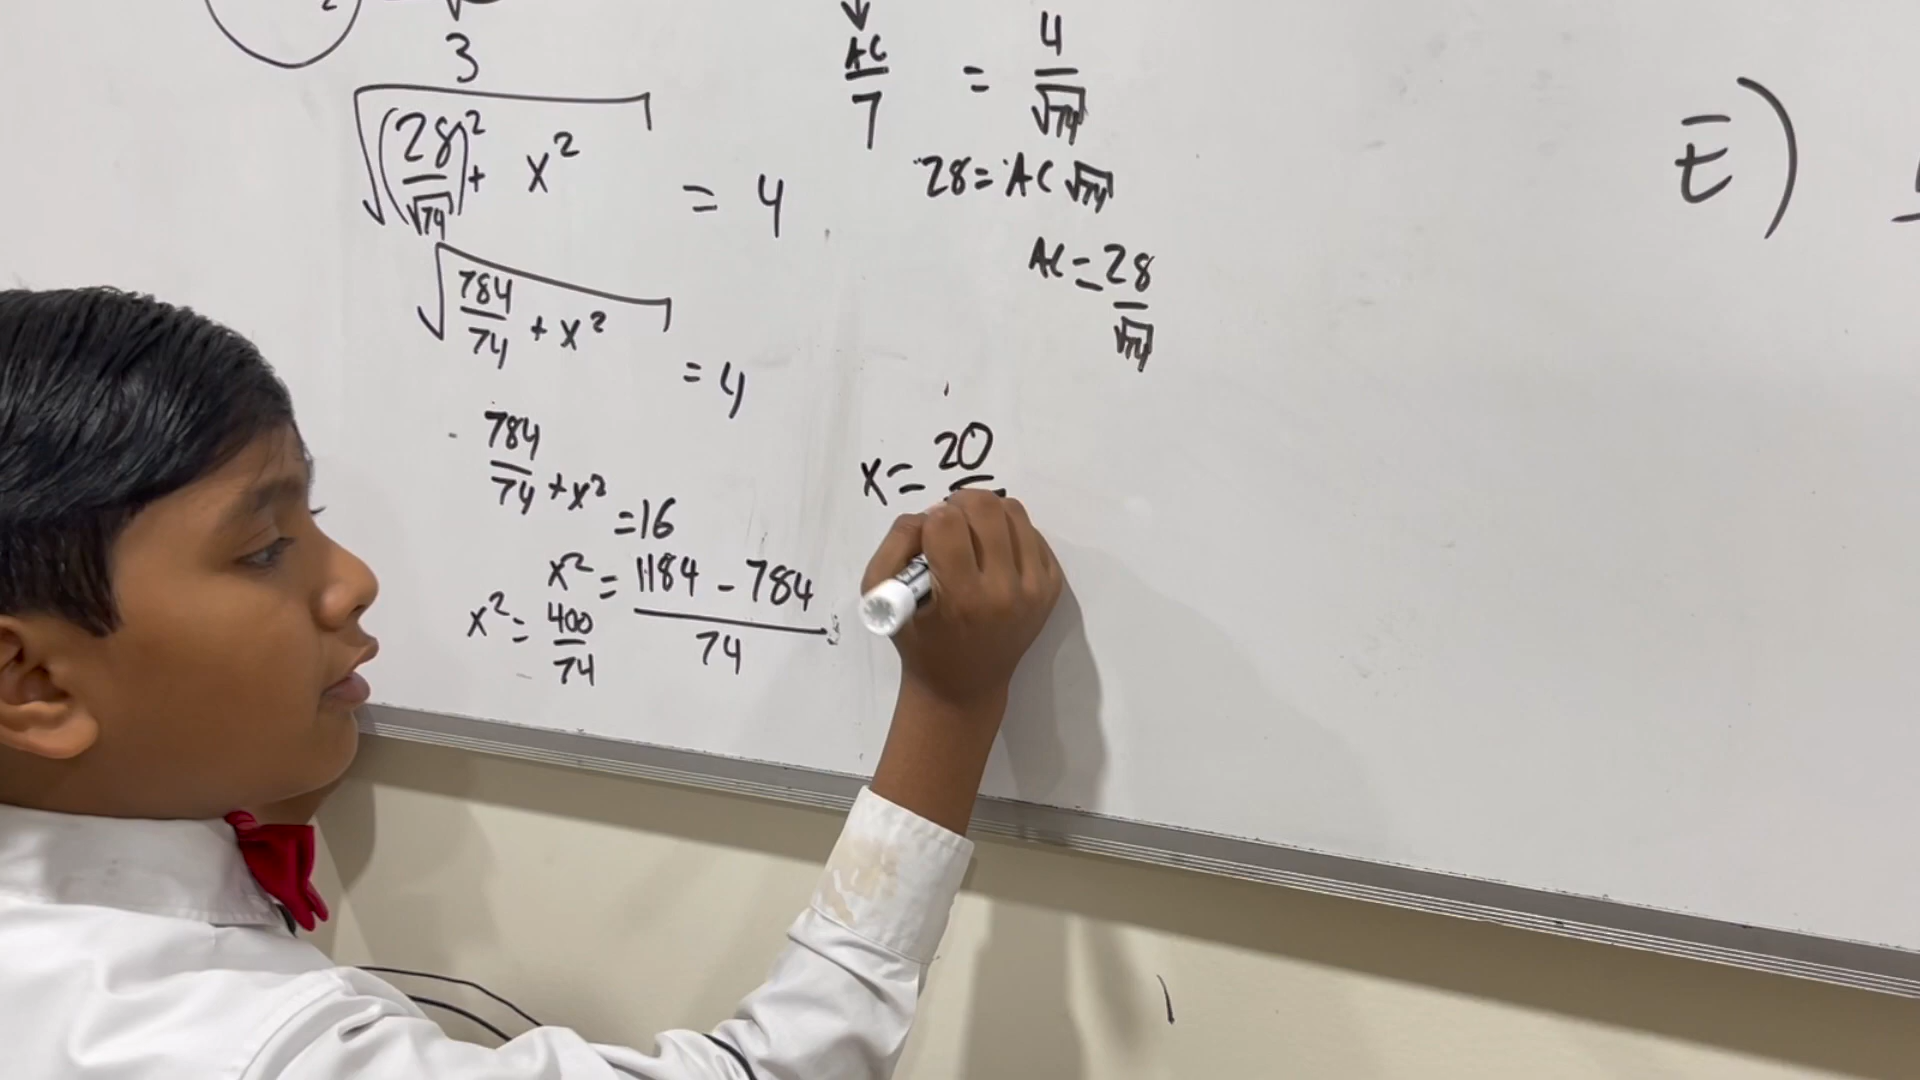 3
√((28/√74)² + x²) = 4
√(784/74 + x²) = 4
784/74 + x² = 16
x² = (1184 - 784)/74
x² = 400/74
AC/7 = 4/√74
28 = AC √74
AC = 28/√74
x = 20
E)